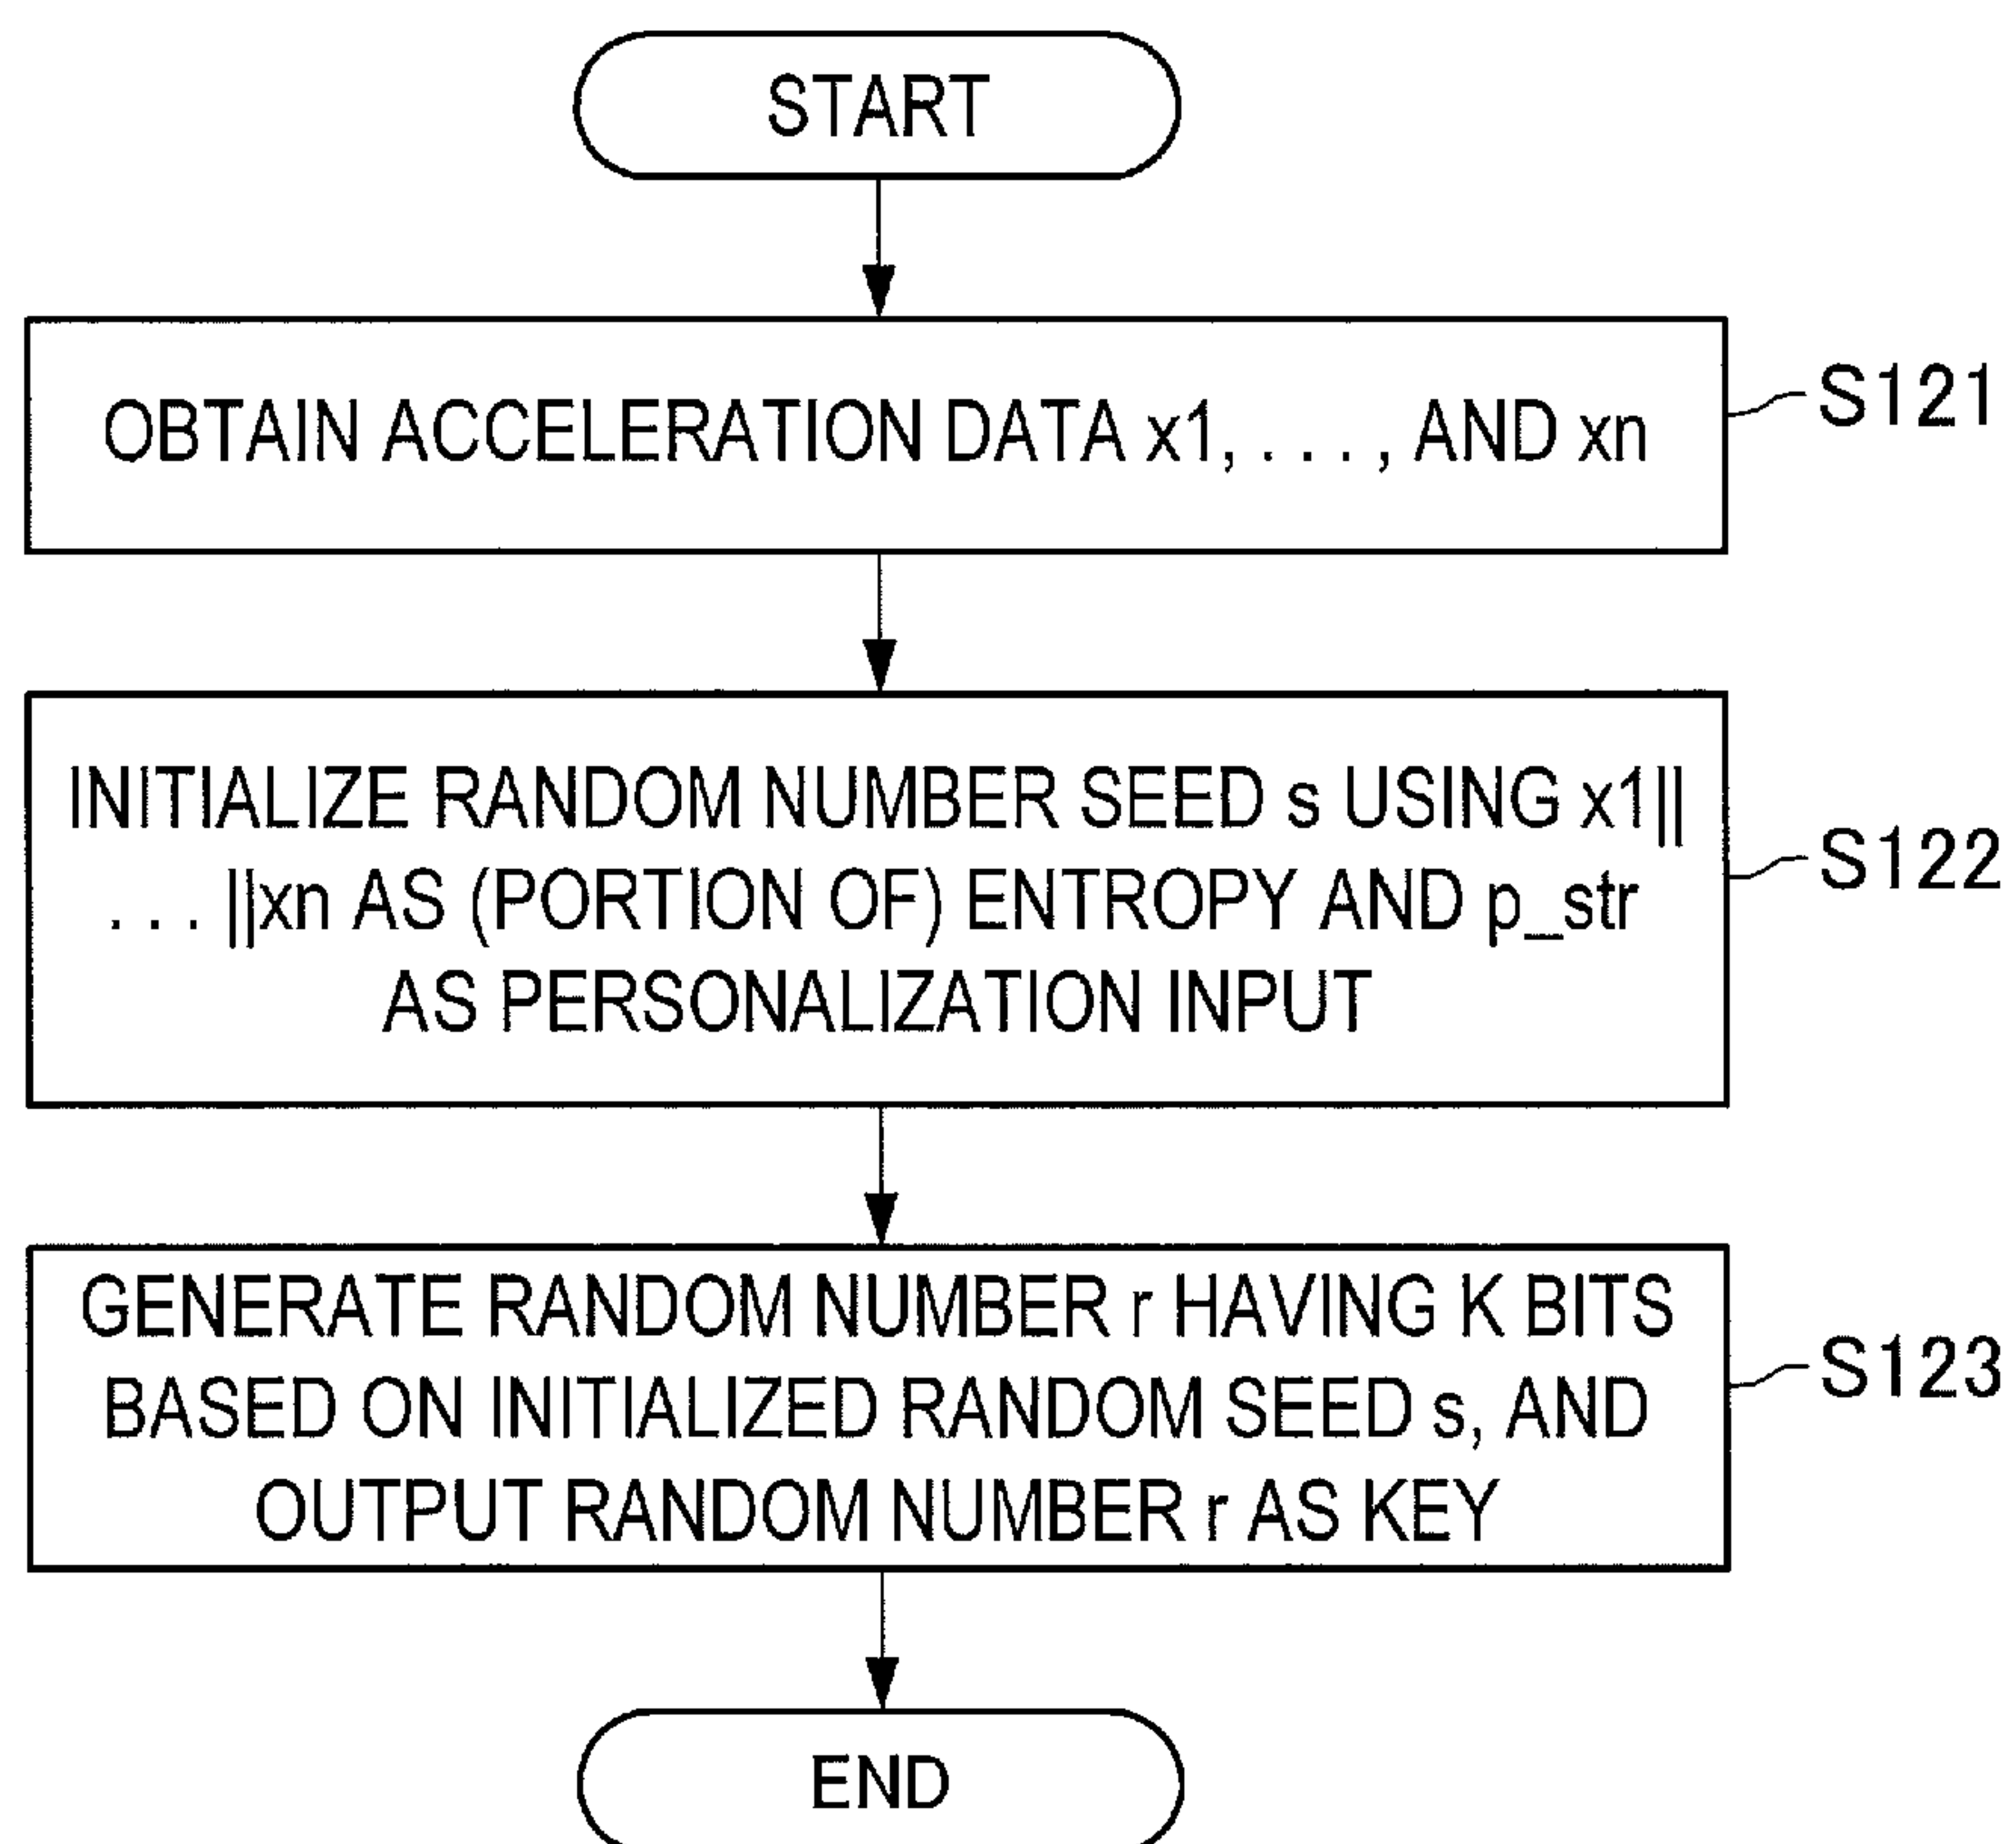 START
OBTAIN ACCELERATION DATA x1, . . . , AND xn
S121
INITIALIZE RANDOM NUMBER SEED s USING x1||
. . . ||xn AS (PORTION OF) ENTROPY AND p_str
AS PERSONALIZATION INPUT
S122
GENERATE RANDOM NUMBER r HAVING K BITS
BASED ON INITIALIZED RANDOM SEED s, AND
OUTPUT RANDOM NUMBER r AS KEY
S123
END